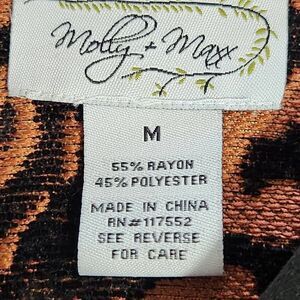 Molly + Maxx
M
55% RAYON
45% POLYESTER
MADE IN CHINA
RN# 117552
SEE REVERSE
FOR CARE